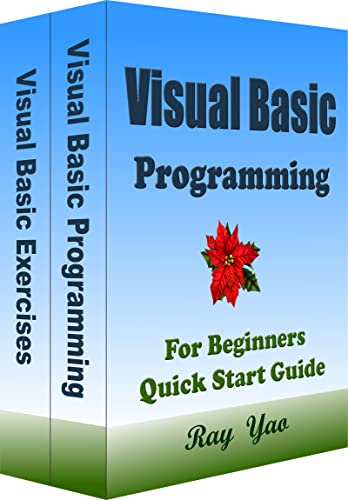 Visual Basic Exercises
Visual Basic Programming
Visual Basic
Programming
For Beginners
Quick Start Guide
Ray Yao